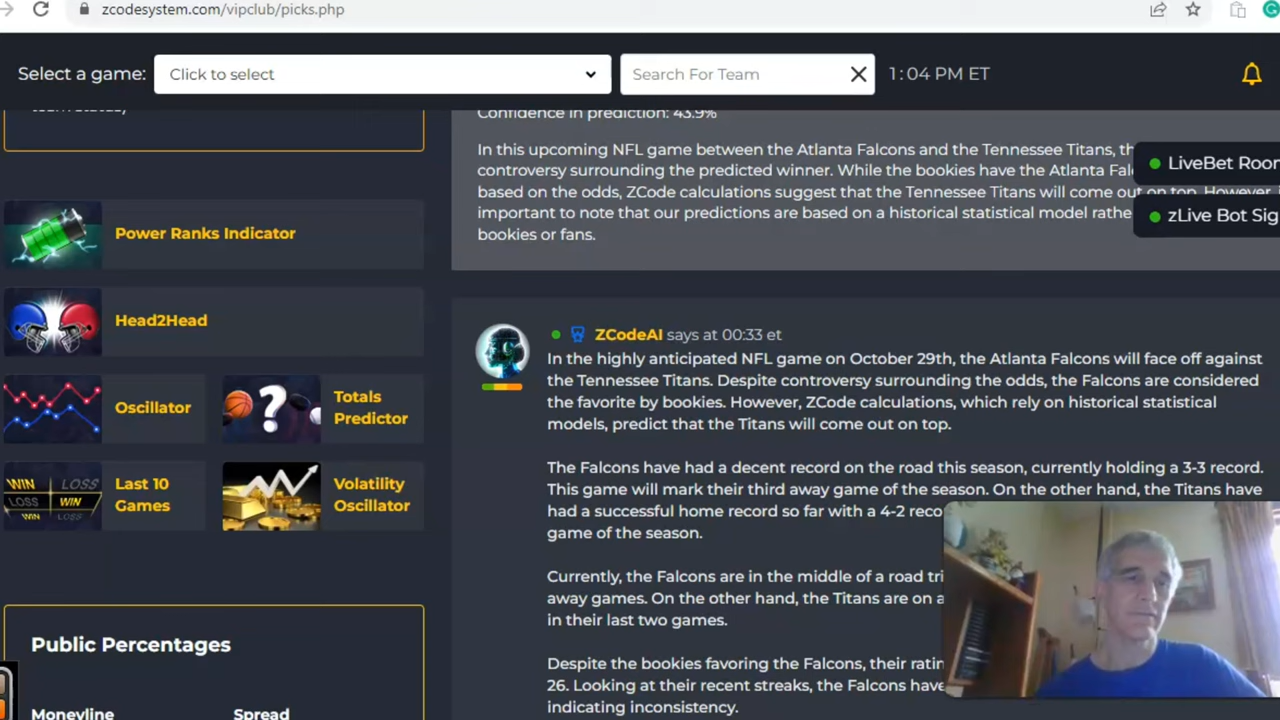 zcodesystem.com/vipclub/picks.php
Select a game:
Click to select
Search For Team
1:04 PM ET
Confidence in prediction: 43.9%
In this upcoming NFL game between the Atlanta Falcons and the Tennessee Titans, th
controversy surrounding the predicted winner. While the bookies have the Atlanta Fal
based on the odds, ZCode calculations suggest that the Tennessee Titans will come out on top. However
important to note that our predictions are based on a historical statistical model rathe
bookies or fans.
LiveBet Room
zLive Bot Sig
Power Ranks Indicator
Head2Head
Oscillator
Totals
Predictor
WIN LOSS
LOSS WIN
WIN LOSS
Last 10
Games
Volatility
Oscillator
Public Percentages
Moneyline
Spread
ZCodeAI says at 00:33 et
In the highly anticipated NFL game on October 29th, the Atlanta Falcons will face off against
the Tennessee Titans. Despite controversy surrounding the odds, the Falcons are considered
the favorite by bookies. However, ZCode calculations, which rely on historical statistical
models, predict that the Titans will come out on top.
The Falcons have had a decent record on the road this season, currently holding a 3-3 record.
This game will mark their third away game of the season. On the other hand, the Titans have
had a successful home record so far with a 4-2 reco
game of the season.
Currently, the Falcons are in the middle of a road tri
away games. On the other hand, the Titans are on a
in their last two games.
Despite the bookies favoring the Falcons, their ratin
26. Looking at their recent streaks, the Falcons have
indicating inconsistency.